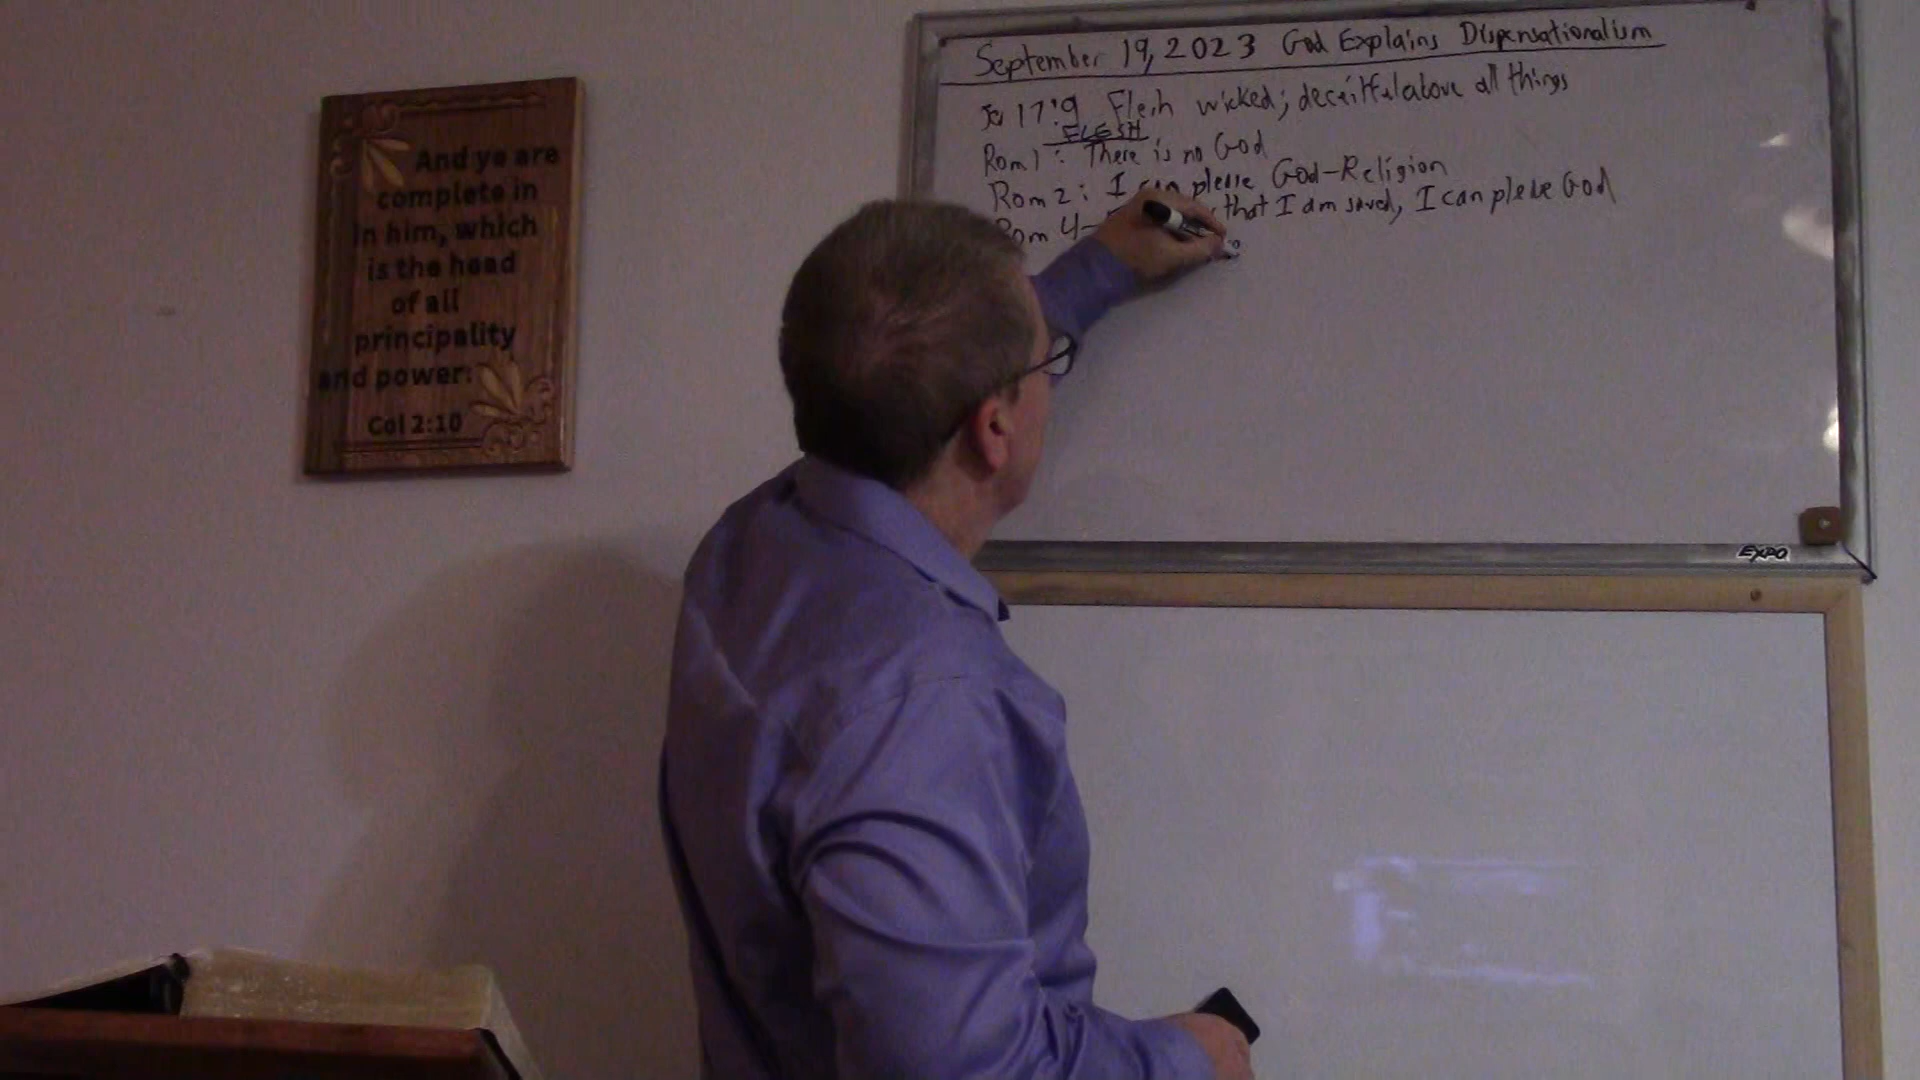 And ye are
complete in
in him, which
is the head
of all
principality
and power:
Col 2:10
September 19, 2023 God Explains Dispensationalism
Jer 17:9 Flesh wicked; deceitful above all things
FLESH
Rom 1: There is no God
Rom 2: I can please God-Religion
Rom 4- that I am saved, I can please God
EXPO